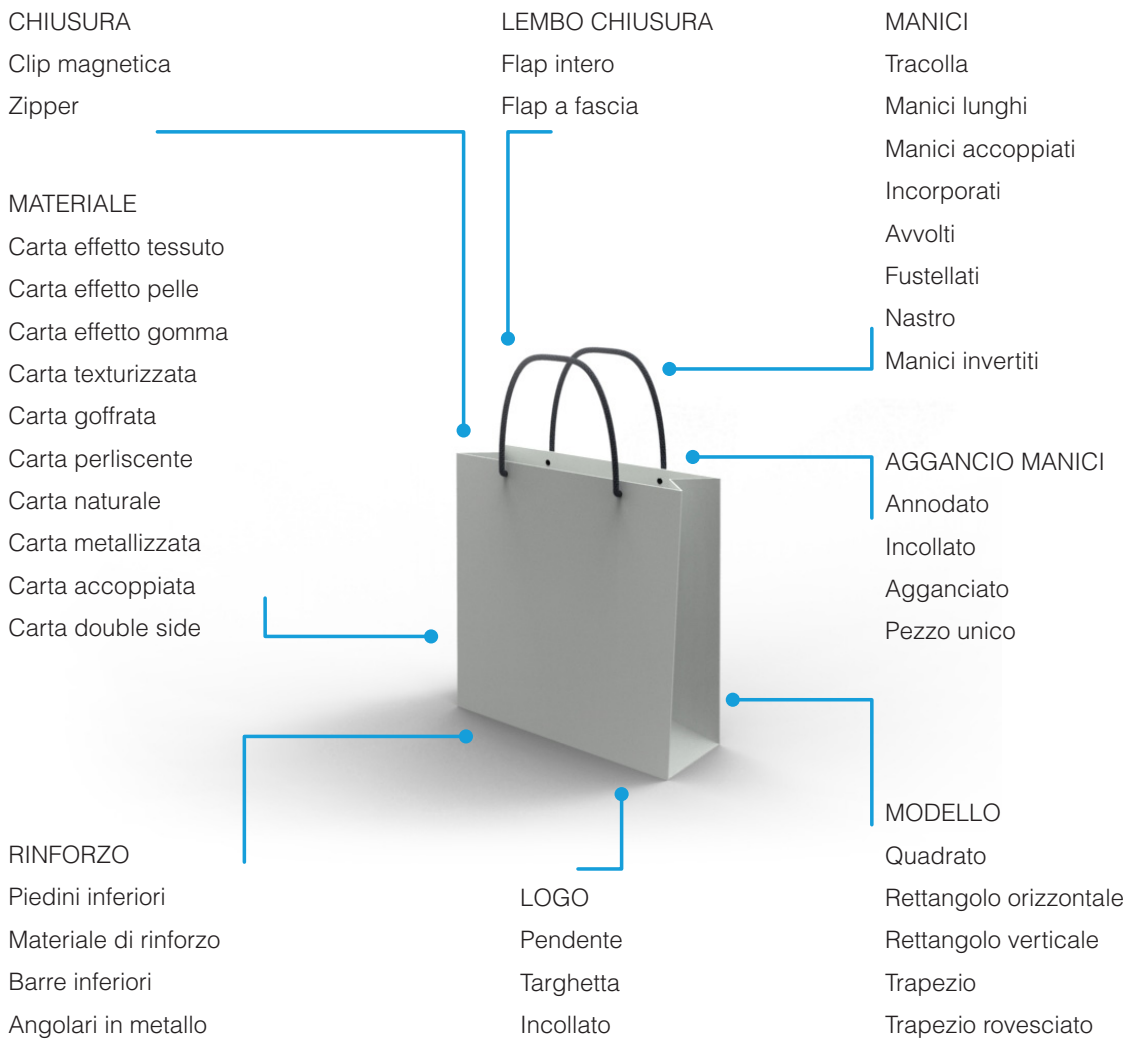 CHIUSURA
Clip magnetica
Zipper
LEMBO CHIUSURA
Flap intero
Flap a fascia
MANICI
Tracolla
Manici lunghi
Manici accoppiati
Incorporati
Avvolti
Fustellati
Nastro
Manici invertiti
MATERIALE
Carta effetto tessuto
Carta effetto pelle
Carta effetto gomma
Carta texturizzata
Carta goffrata
Carta perliscente
Carta naturale
Carta metallizzata
Carta accoppiata
Carta double side
AGGANCIO MANICI
Annodato
Incollato
Agganciato
Pezzo unico
RINFORZO
Piedini inferiori
Materiale di rinforzo
Barre inferiori
Angolari in metallo
LOGO
Pendente
Targhetta
Incollato
MODELLO
Quadrato
Rettangolo orizzontale
Rettangolo verticale
Trapezio
Trapezio rovesciato